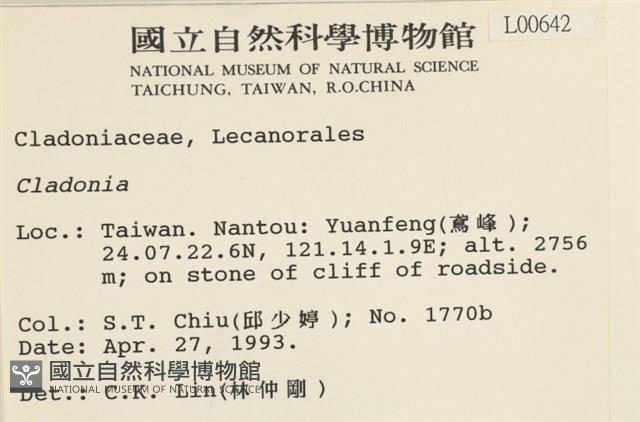 國立自然科學博物館
L00642
NATIONAL MUSEUM OF NATURAL SCIENCE
TAICHUNG, TAIWAN, R.O.CHINA
Cladoniaceae, Lecanorales
Cladonia
Loc.: Taiwan. Nantou: Yuanfeng(鳶峰);
24.07.22.6N, 121.14.1.9E; alt. 2756
m; on stone of cliff of roadside.
Col.: S.T. Chiu(邱少婷); No. 1770b
Date: Apr. 27, 1993.
國立自然科學博物館
NATIONAL MUSEUM OF NATURAL SCIENCE
Det.: C.K. Lin(林仲剛)